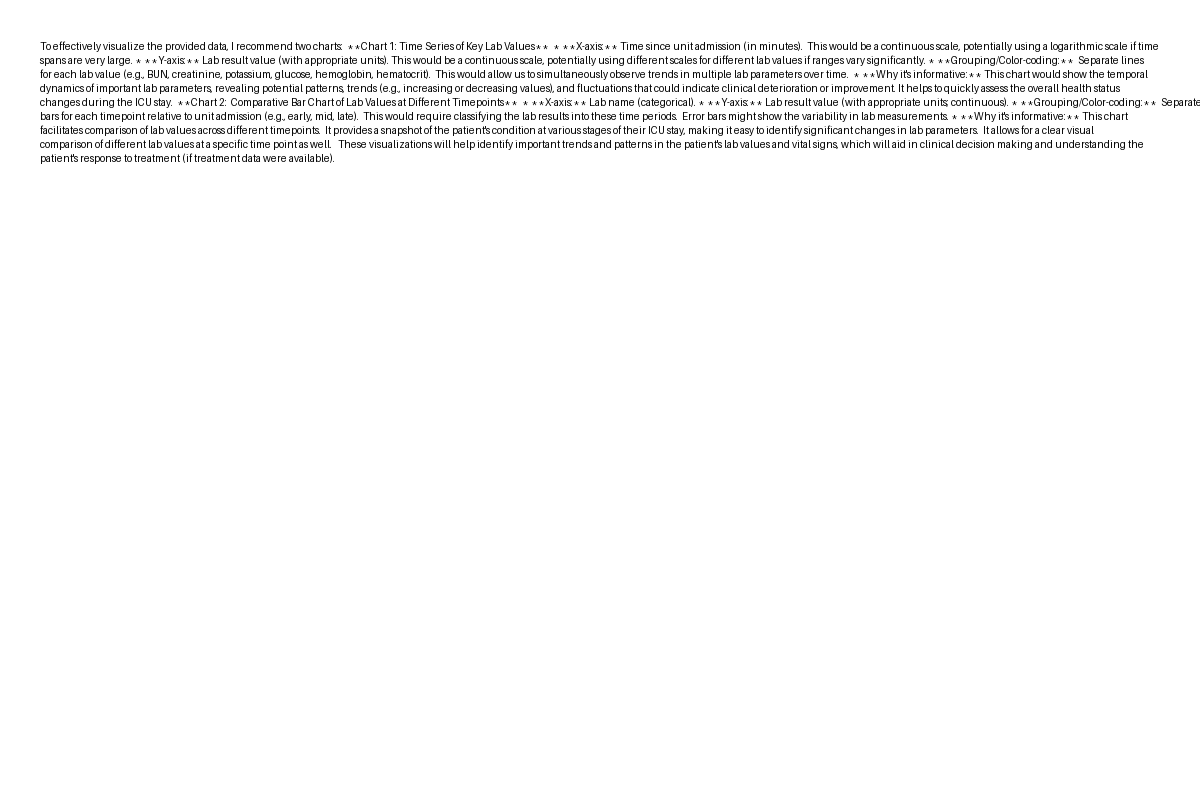 To effectively visualize the provided data, I recommend two charts:  **Chart 1: Time Series of Key Lab Values**  * **X-axis:** Time since unit admission (in minutes).  This would be a continuous scale, potentially using a logarithmic scale if time
spans are very large. * **Y-axis:** Lab result value (with appropriate units). This would be a continuous scale, potentially using different scales for different lab values if ranges vary significantly. * **Grouping/Color-coding:**  Separate lines
for each lab value (e.g., BUN, creatinine, potassium, glucose, hemoglobin, hematocrit).  This would allow us to simultaneously observe trends in multiple lab parameters over time.  * **Why it's informative:** This chart would show the temporal
dynamics of important lab parameters, revealing potential patterns, trends (e.g., increasing or decreasing values), and fluctuations that could indicate clinical deterioration or improvement. It helps to quickly assess the overall health status
changes during the ICU stay.  **Chart 2:  Comparative Bar Chart of Lab Values at Different Timepoints**  * **X-axis:** Lab name (categorical). * **Y-axis:** Lab result value (with appropriate units; continuous). * **Grouping/Color-coding:**  Separate
bars for each timepoint relative to unit admission (e.g., early, mid, late).  This would require classifying the lab results into these time periods.  Error bars might show the variability in lab measurements. * **Why it's informative:** This chart
facilitates comparison of lab values across different timepoints.  It provides a snapshot of the patient's condition at various stages of their ICU stay, making it easy to identify significant changes in lab parameters.  It allows for a clear visual
comparison of different lab values at a specific time point as well.   These visualizations will help identify important trends and patterns in the patient's lab values and vital signs, which will aid in clinical decision making and understanding the
patient's response to treatment (if treatment data were available).